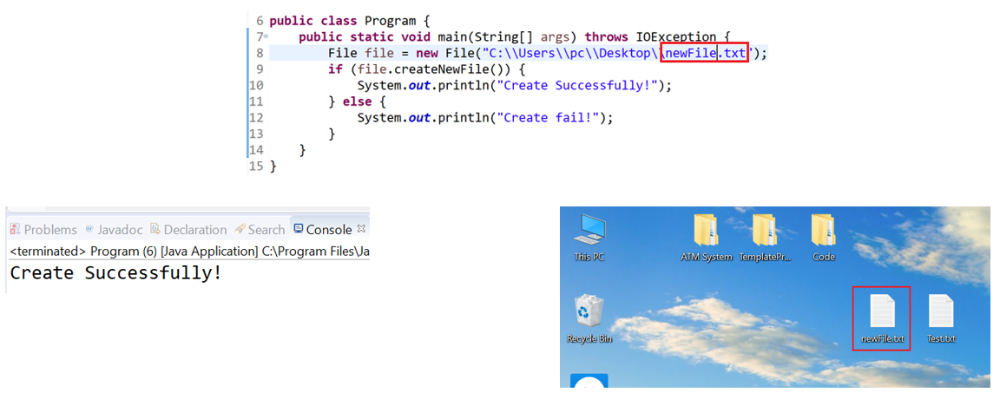 6 public class Program {
7 public static void main(String[] args) throws IOException {
8 File file = new File("C:\\Users\\pc\\Desktop\\newFile.txt");
9 if (file.createNewFile()) {
10 System.out.println("Create Successfully!");
11 } else {
12 System.out.println("Create fail!");
13 }
14 }
15 }
Problems @ Javadoc Declaration Search Console
<terminated> Program (6) [Java Application] C:\Program Files\Ja
Create Successfully!
This PC ATM System TemplatePr... Code
Recycle Bin newFile.txt Test.txt